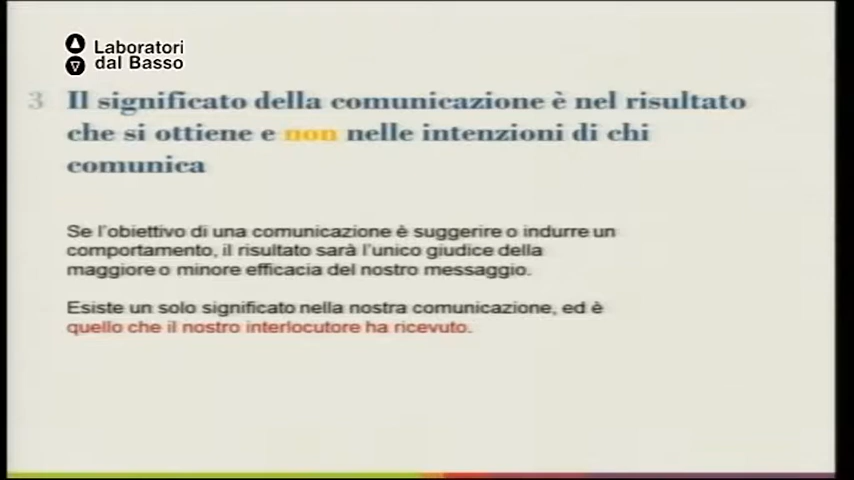 Laboratori
dal Basso
3 Il significato della comunicazione è nel risultato
che si ottiene e non nelle intenzioni di chi
comunica
Se l'obiettivo di una comunicazione è suggerire o indurre un
comportamento, il risultato sarà l'unico giudice della
maggiore o minore efficacia del nostro messaggio.
Esiste un solo significato nella nostra comunicazione, ed è
quello che il nostro interlocutore ha ricevuto.